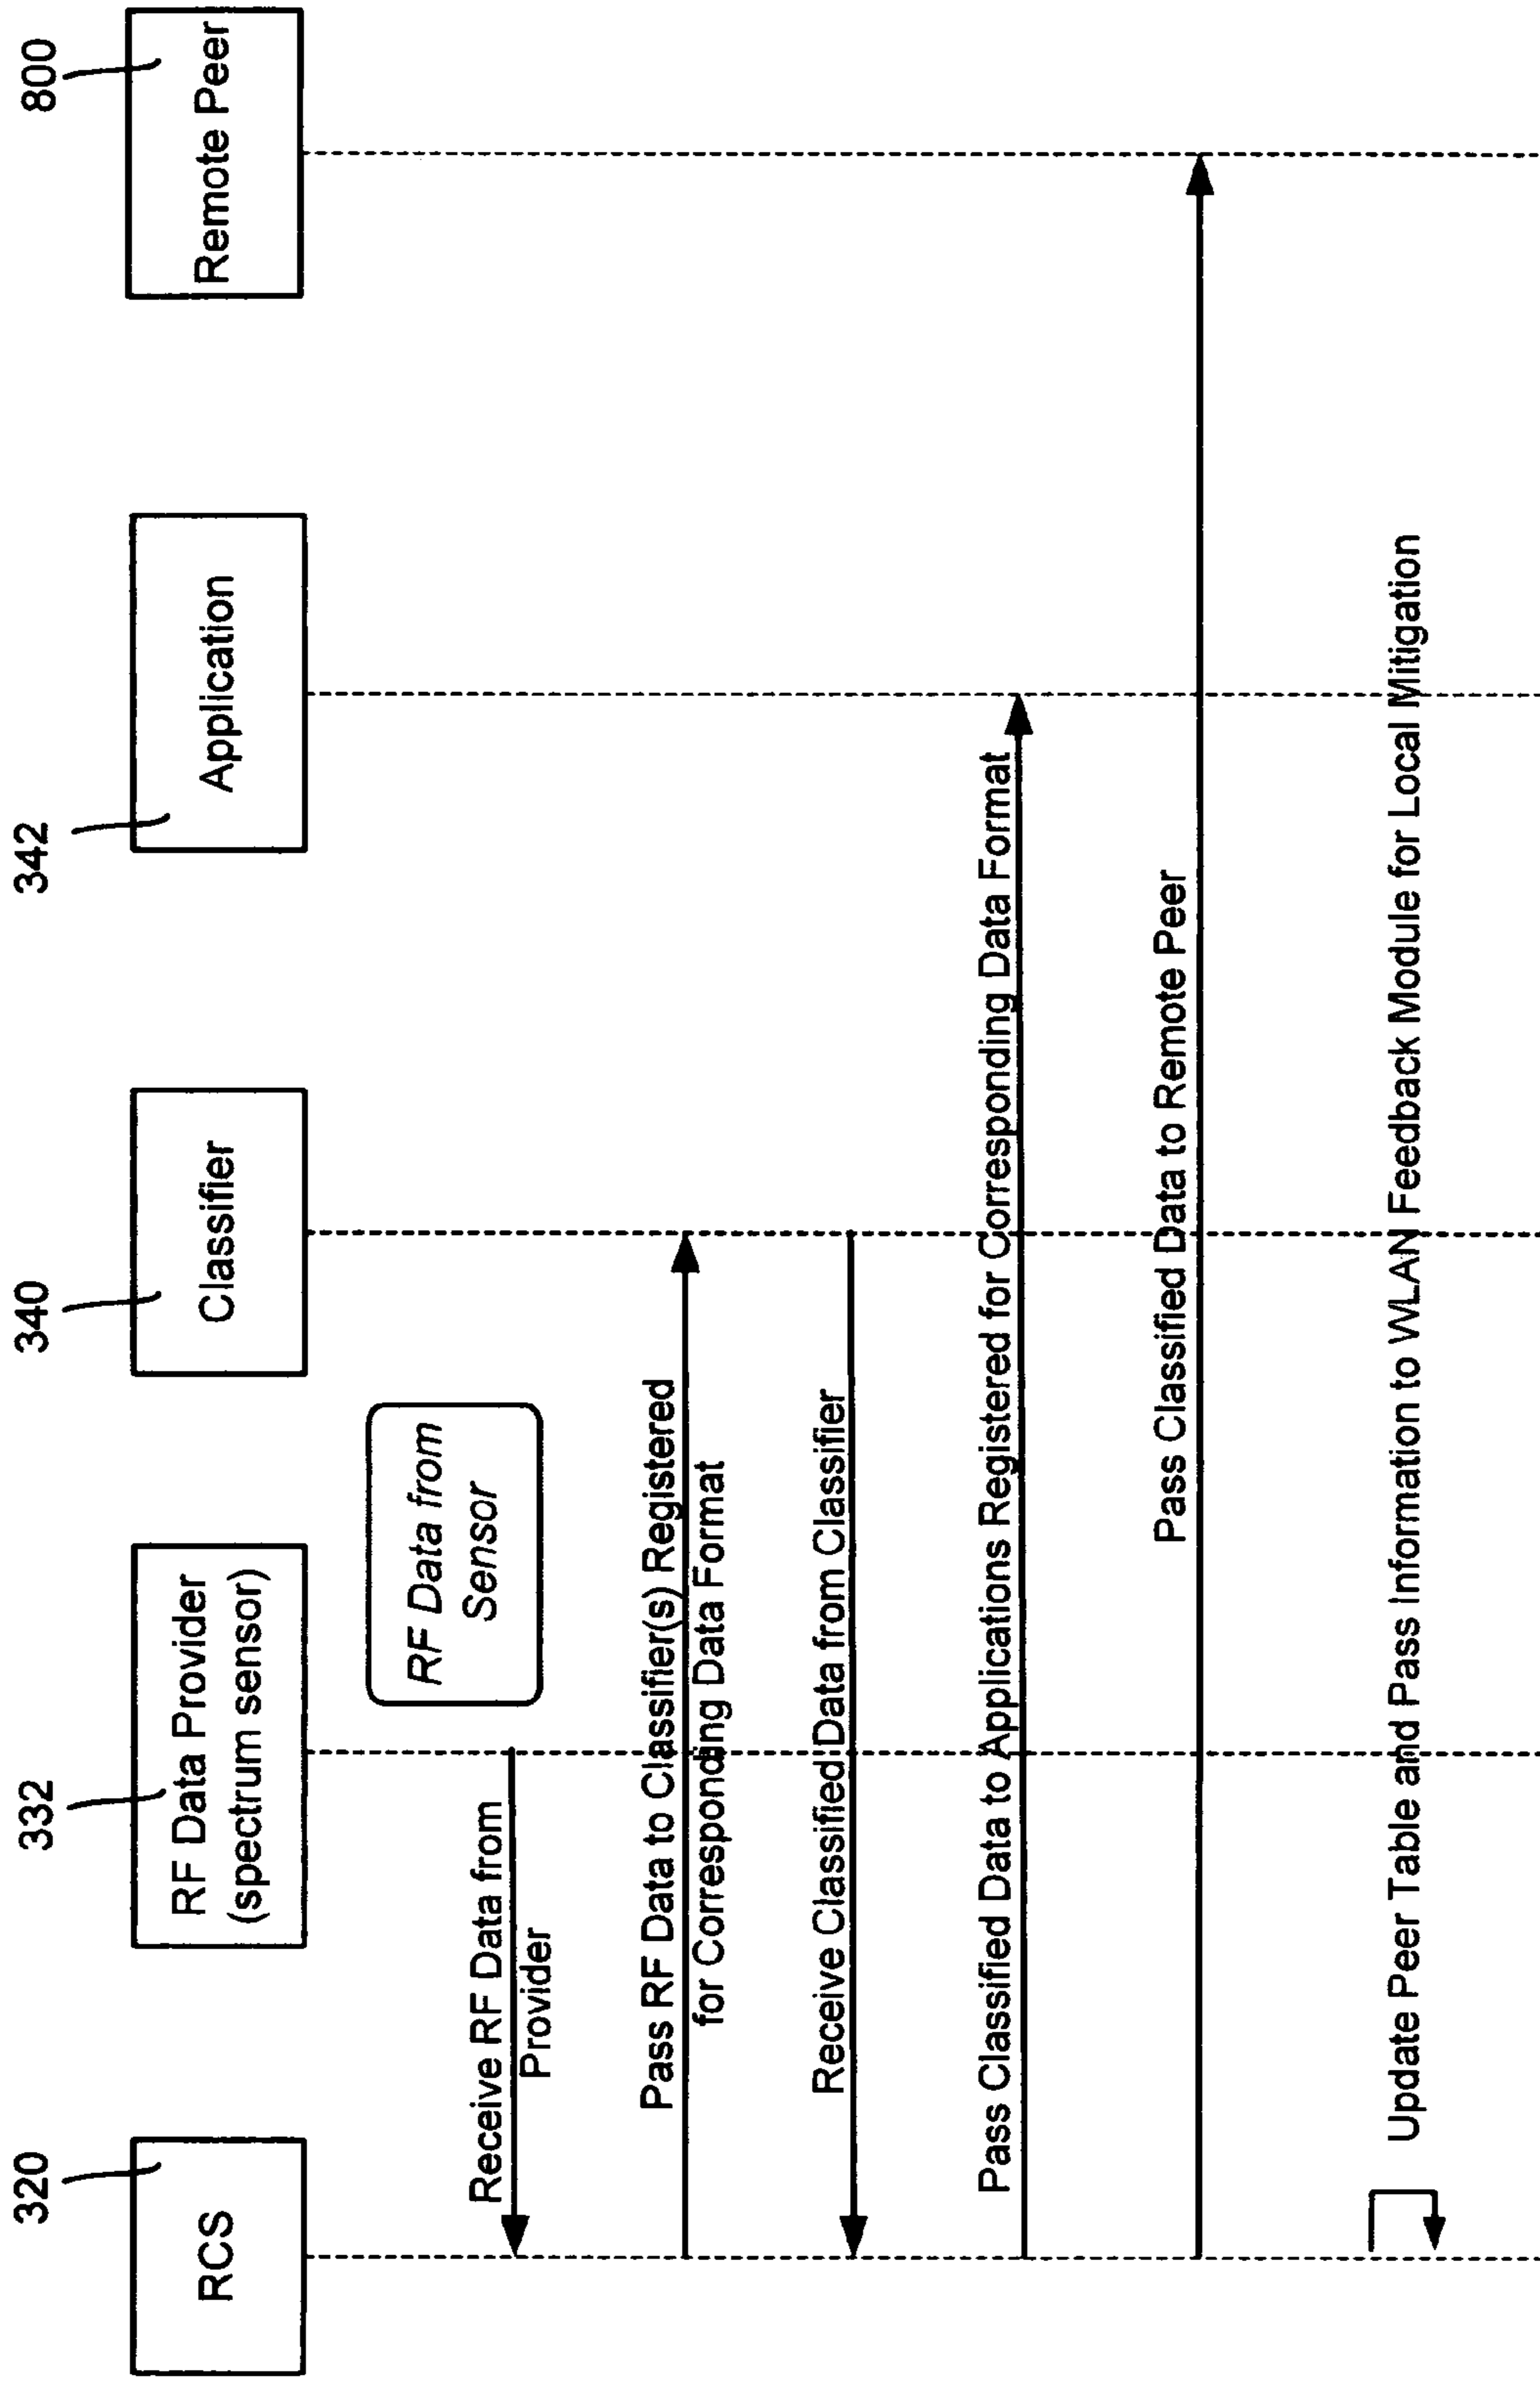 320
332
340
342
800
RCS
RF Data Provider
(spectrum sensor)
Classifier
Application
Remote Peer
RF Data from
Sensor
Receive RF Data from
Provider
Pass RF Data to Classifier(s) Registered
for Corresponding Data Format
Receive Classified Data from Classifier
Pass Classified Data to Applications Registered for Corresponding Data Format
Pass Classified Data to Remote Peer
Update Peer Table and Pass Information to WLAN Feedback Module for Local Mitigation